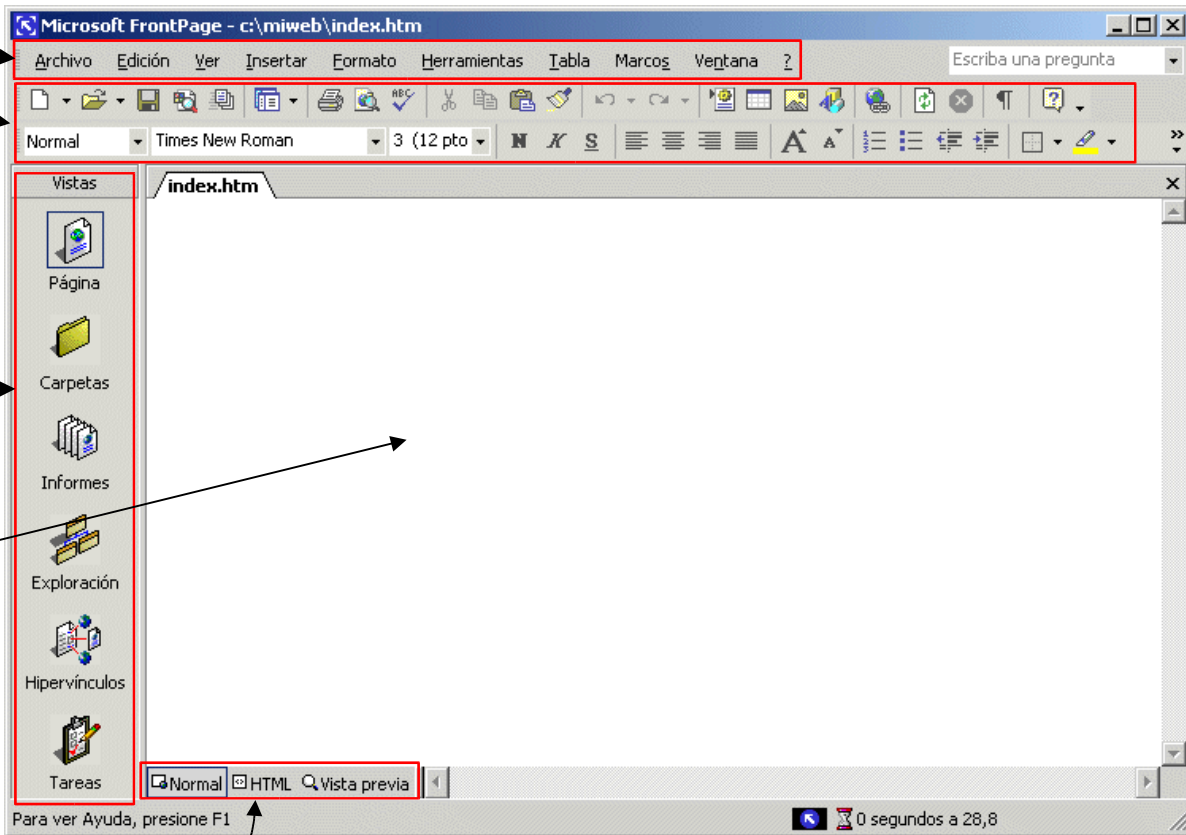 Microsoft FrontPage - c:\miweb\index.htm
Archivo Edición Ver Insertar Formato Herramientas Tabla Marcos Ventana ? Escriba una pregunta
ABC
Normal Times New Roman 3 (12 pto N K S A A
Vistas index.htm
Página
Carpetas
Informes
Exploración
Hipervínculos
Tareas
Normal HTML Vista previa
Para ver Ayuda, presione F1 0 segundos a 28,8